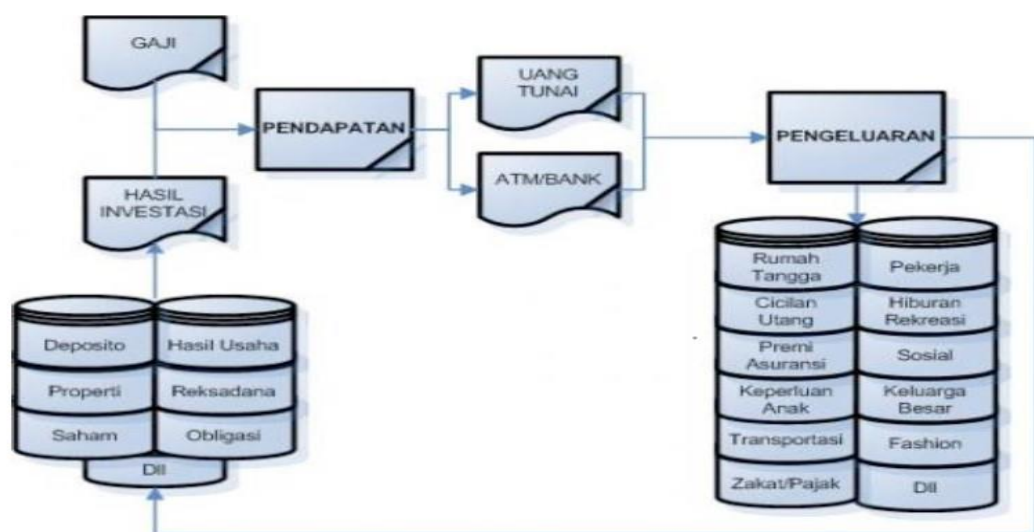 GAJI
HASIL
INVESTASI
PENDAPATAN
UANG
TUNAI
ATM/BANK
PENGELUARAN
Deposito
Hasil Usaha
Properti
Reksadana
Saham
Obligasi
Dll
Rumah
Tangga
Pekerja
Cicilan
Utang
Hiburan
Rekreasi
Premi
Asuransi
Sosial
Keperluan
Anak
Keluarga
Besar
Transportasi
Fashion
Zakat/Pajak
Dll